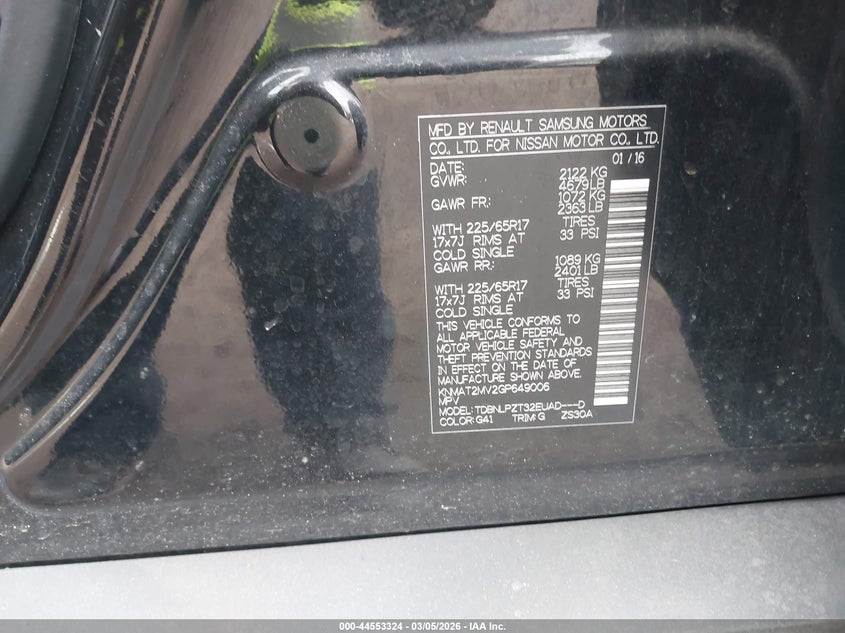 MFD BY RENAULT SAMSUNG MOTORS
CO., LTD. FOR NISSAN MOTOR CO., LTD.
DATE: 01/16
GVWR: 2122 KG
4679 LB
GAWR FR: 1072 KG
2363 LB
WITH 225/65R17 TIRES
17x7J RIMS AT 33 PSI
COLD SINGLE
GAWR RR: 1089 KG
2401 LB
WITH 225/65R17 TIRES
17x7J RIMS AT 33 PSI
COLD SINGLE
THIS VEHICLE CONFORMS TO
ALL APPLICABLE FEDERAL
MOTOR VEHICLE SAFETY AND
THEFT PREVENTION STANDARDS
IN EFFECT ON THE DATE OF
MANUFACTURE SHOWN ABOVE.
KNMAT2MV2GP649006
MPV
MODEL: TDBNLPZT32EUAD---D
COLOR: G41 TRIM: G ZS30A
000-44553324 - 03/05/2026 - IAA Inc.